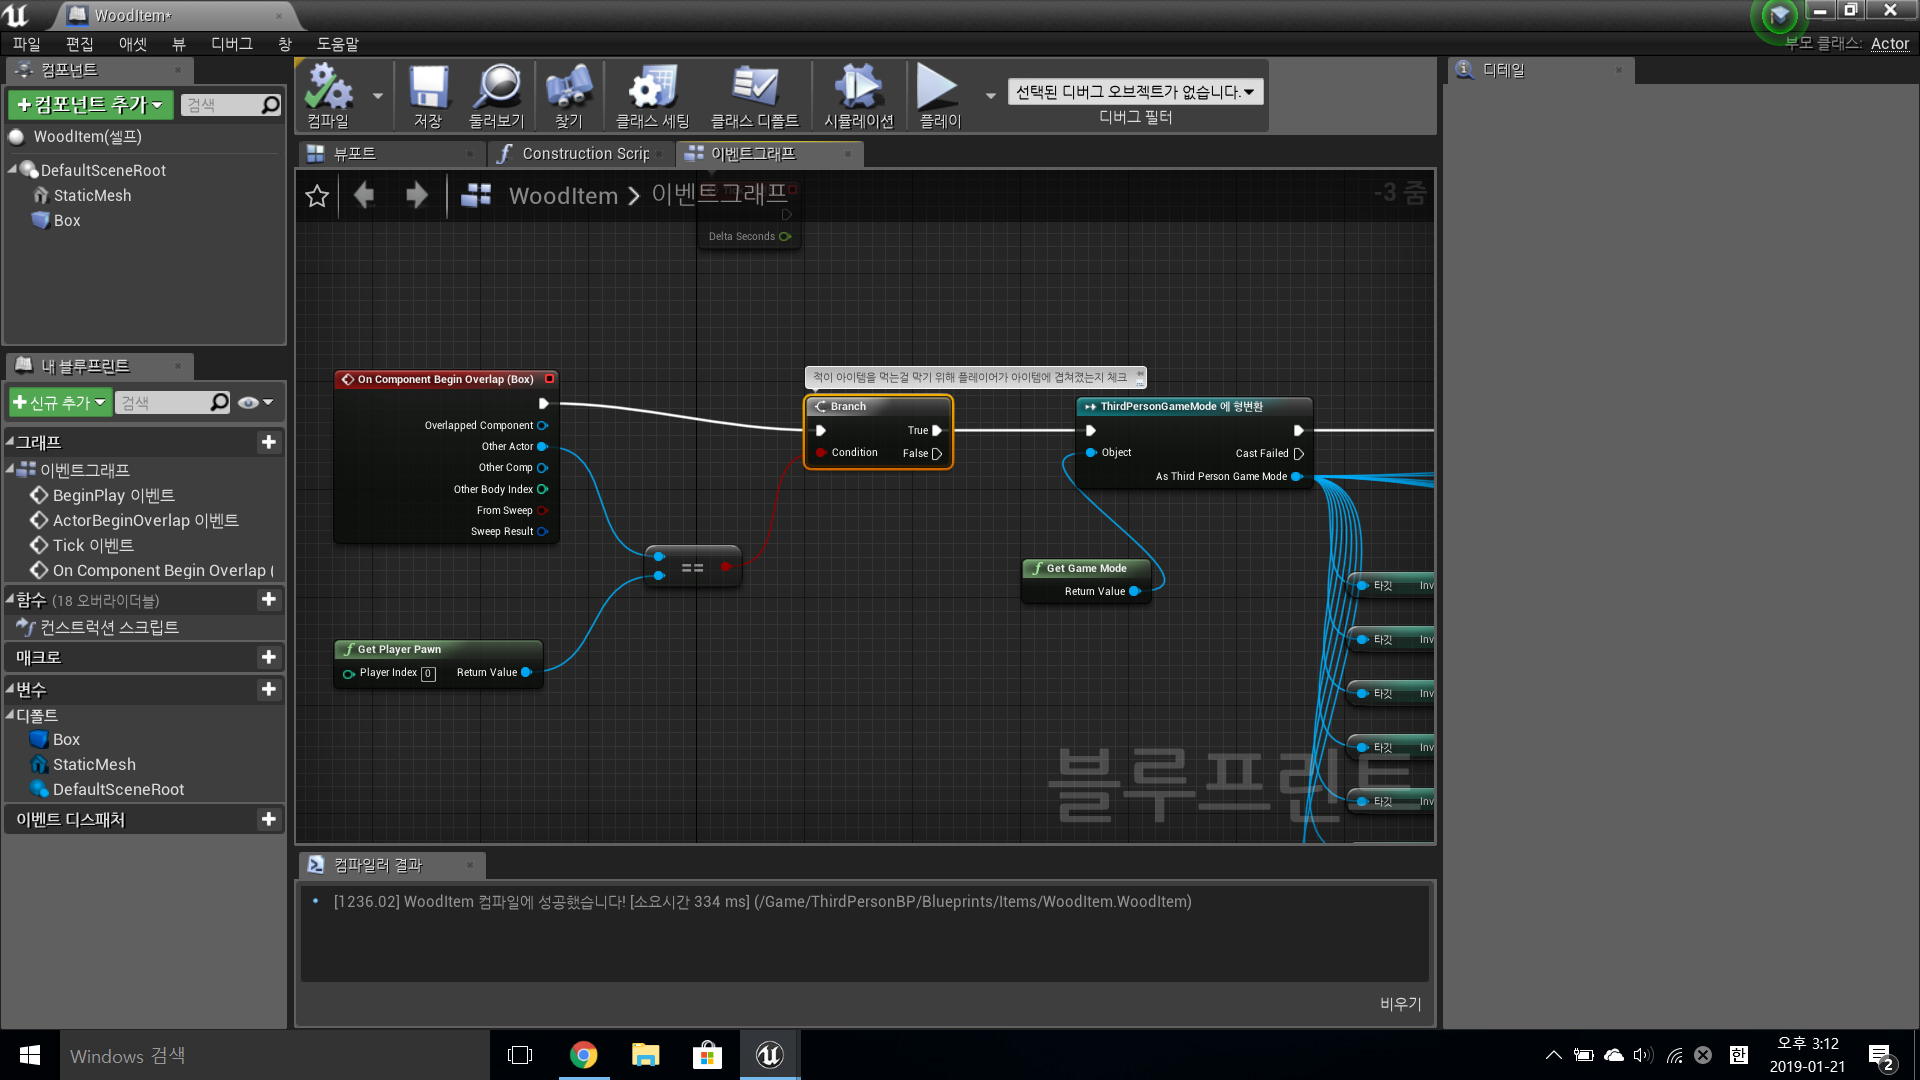 WoodItem*
파일 편집 애셋 뷰 디버그 창 도움말
부모 클래스: Actor
컴포넌트
+컴포넌트 추가
검색
WoodItem(셀프)
DefaultSceneRoot
StaticMesh
Box
컴파일
저장
둘러보기
찾기
클래스 세팅
클래스 디폴트
시뮬레이션
플레이
선택된 디버그 오브젝트가 없습니다.
디버그 필터
디테일
뷰포트
Construction Scrip
이벤트그래프
WoodItem > 이벤트그래프
-3 줌
Delta Seconds
내 블루프린트
+신규 추가
검색
그래프
이벤트그래프
BeginPlay 이벤트
ActorBeginOverlap 이벤트
Tick 이벤트
On Component Begin Overlap (
함수 (18 오버라이더블)
컨스트럭션 스크립트
매크로
변수
디폴트
Box
StaticMesh
DefaultSceneRoot
이벤트 디스패처
On Component Begin Overlap (Box)
Overlapped Component
Other Actor
Other Comp
Other Body Index
From Sweep
Sweep Result
==
Get Player Pawn
Player Index 0 Return Value
적이 아이템을 먹는걸 막기 위해 플레이어가 아이템에 겹쳐졌는지 체크
Branch
True
Condition False
ThirdPersonGameMode 에 형변환
Object Cast Failed
As Third Person Game Mode
Get Game Mode
Return Value
타깃 Inv
타깃 Inv
타깃 Inv
타깃 Inv
타깃 Inv
블루프린트
컴파일러 결과
[1236.02] WoodItem 컴파일에 성공했습니다! [소요시간 334 ms] (/Game/ThirdPersonBP/Blueprints/Items/WoodItem.WoodItem)
비우기
Windows 검색
한
오후 3:12
2019-01-21
2